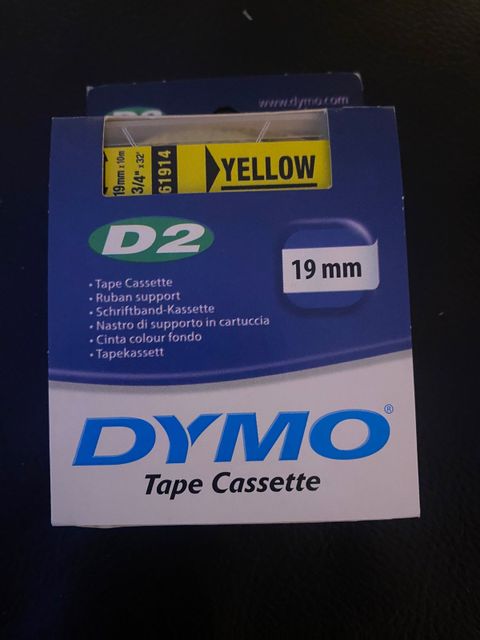 www.dymo.com
19mm x 10m
3/4" x 32'
61914
YELLOW
D2
19 mm
• Tape Cassette
• Ruban support
• Schriftband-Kassette
• Nastro di supporto in cartuccia
• Cinta colour fondo
• Tapekassett
DYMO®
Tape Cassette